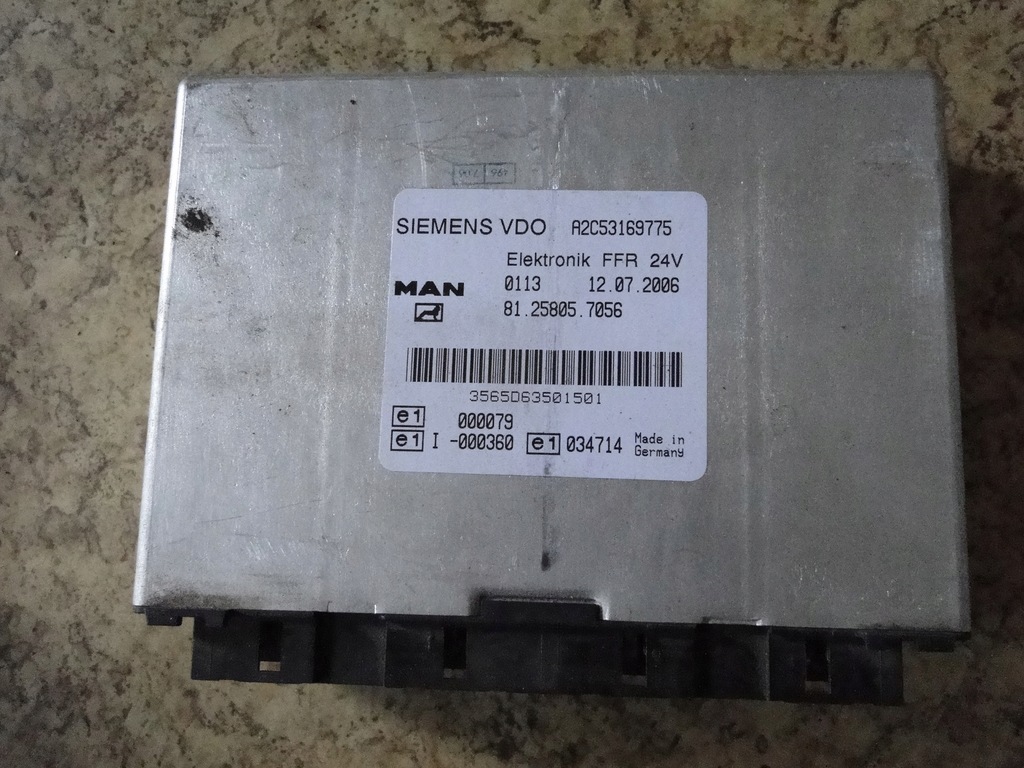 SIEMENS VDO A2C53169775
Elektronik FFR 24V
MAN 0113 12.07.2006
81.25805.7056
3565D63501501
e1 000079
e1 I -000360 e1 034714 Made in
Germany